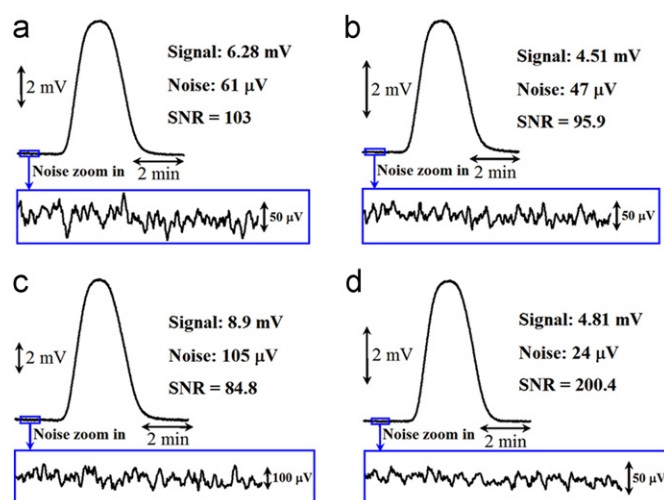 a
Signal: 6.28 mV
2 mV
Noise: 61 μV
SNR = 103
Noise zoom in
2 min
50 μV
b
Signal: 4.51 mV
2 mV
Noise: 47 μV
SNR = 95.9
Noise zoom in
2 min
50 μV
c
Signal: 8.9 mV
2 mV
Noise: 105 μV
SNR = 84.8
Noise zoom in
2 min
100 μV
d
Signal: 4.81 mV
2 mV
Noise: 24 μV
SNR = 200.4
Noise zoom in
2 min
50 μV